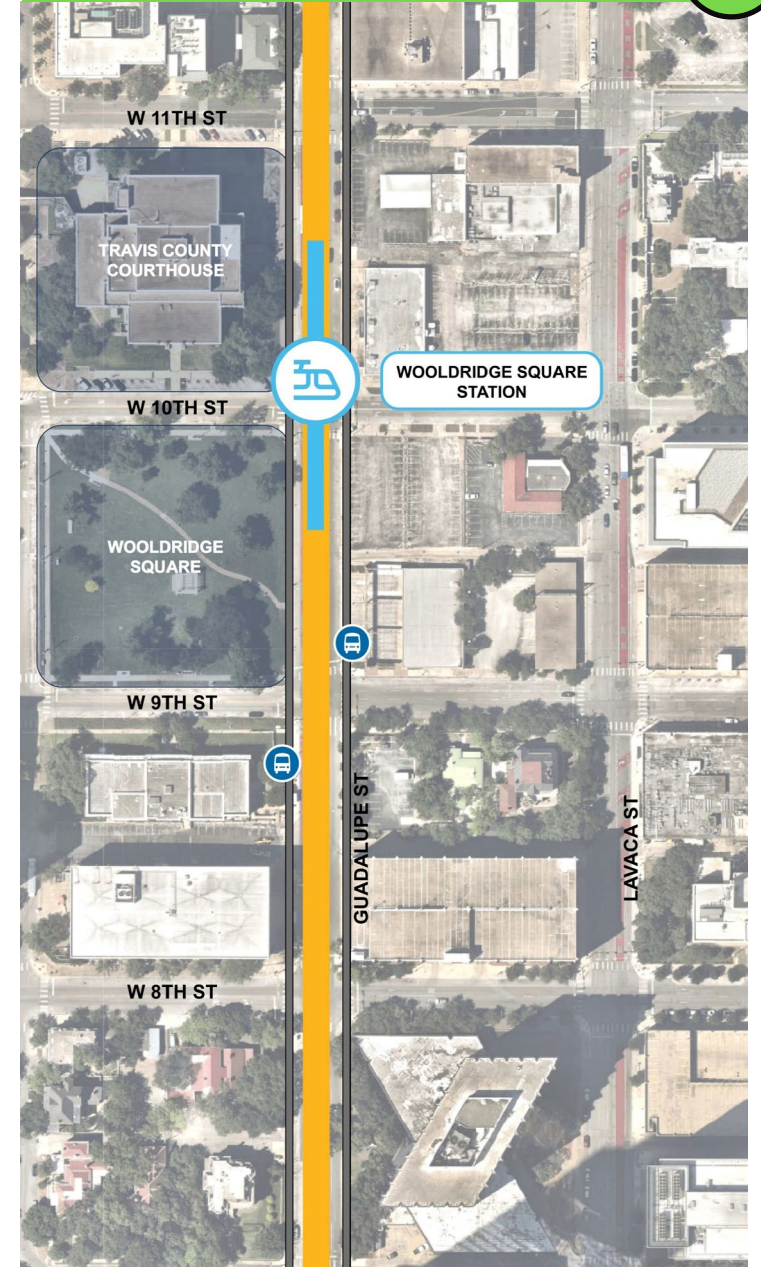 W 11TH ST
TRAVIS COUNTY
COURTHOUSE
WOOLDRIDGE SQUARE
STATION
W 10TH ST
WOOLDRIDGE
SQUARE
W 9TH ST
GUADALUPE ST
LAVACA ST
W 8TH ST